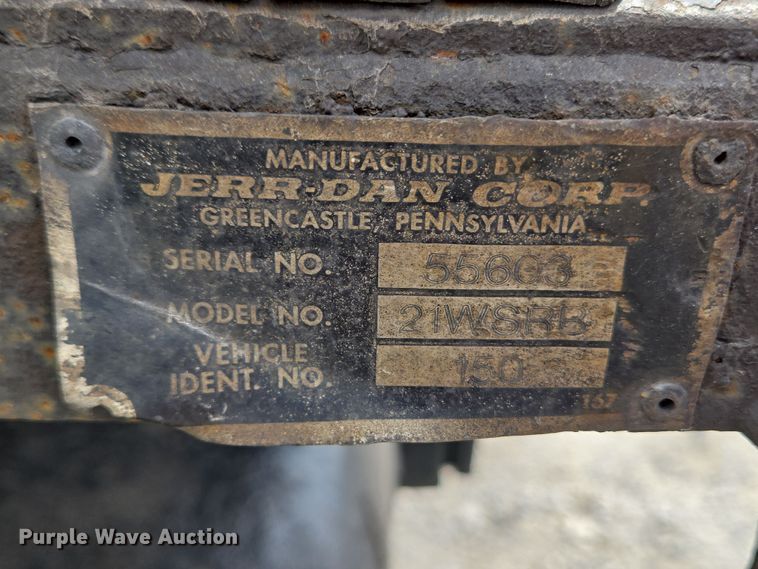 MANUFACTURED BY
JERR-DAN CORP.
GREENCASTLE, PENNSYLVANIA
SERIAL NO. 55603
MODEL NO. 21WSRB
VEHICLE
IDENT. NO. 150
167
Purple Wave Auction